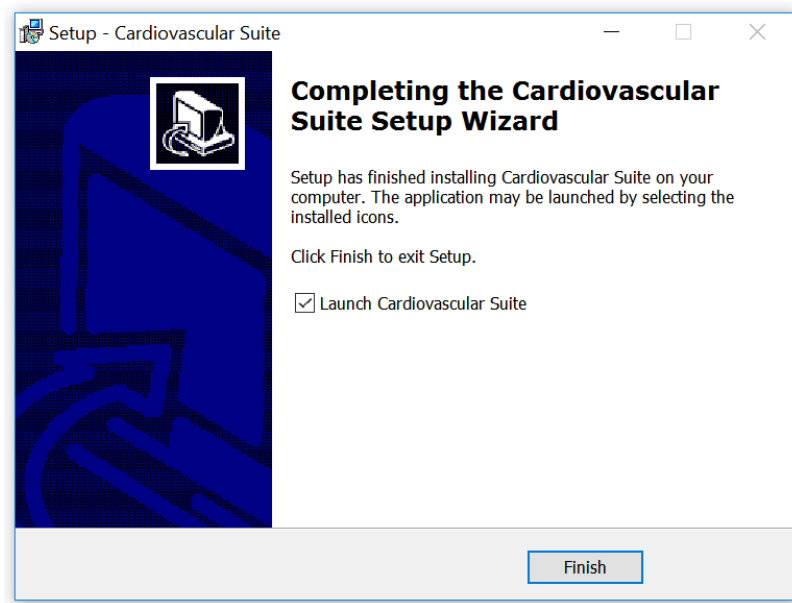 Setup - Cardiovascular Suite
Completing the Cardiovascular
Suite Setup Wizard
Setup has finished installing Cardiovascular Suite on your
computer. The application may be launched by selecting the
installed icons.
Click Finish to exit Setup.
Launch Cardiovascular Suite
Finish